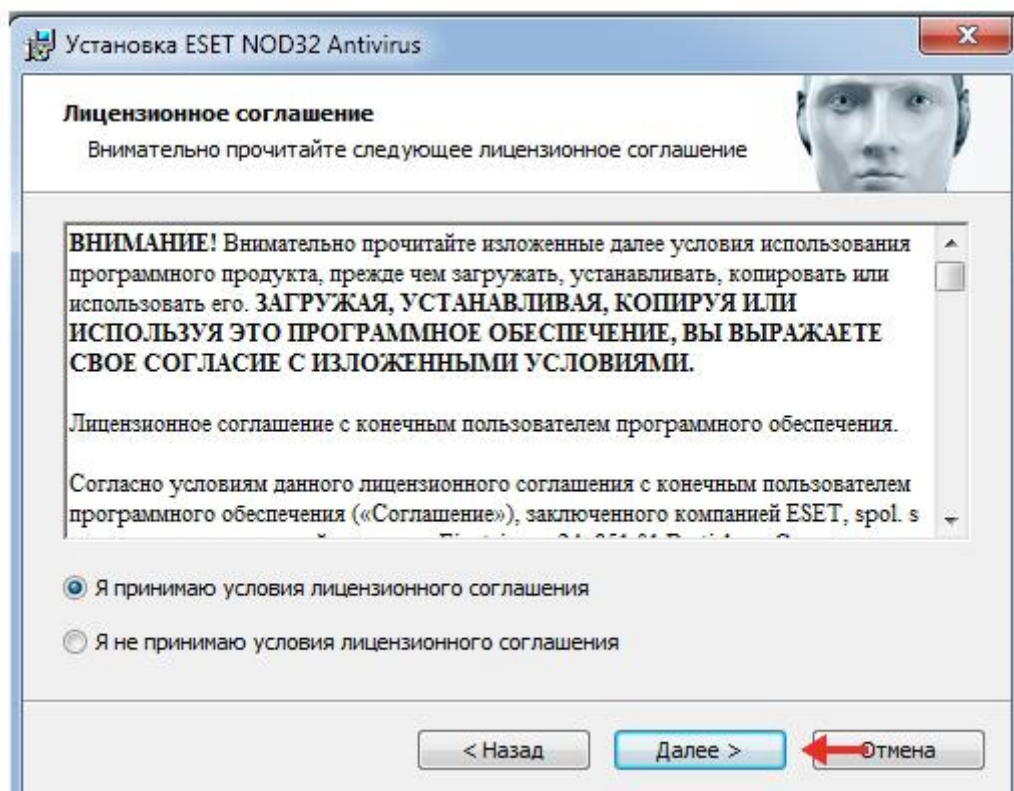 Установка ESET NOD32 Antivirus
Лицензионное соглашение
Внимательно прочитайте следующее лицензионное соглашение
ВНИМАНИЕ! Внимательно прочитайте изложенные далее условия использования
программного продукта, прежде чем загружать, устанавливать, копировать или
использовать его. ЗАГРУЖАЯ, УСТАНАВЛИВАЯ, КОПИРУЯ ИЛИ
ИСПОЛЬЗУЯ ЭТО ПРОГРАММНОЕ ОБЕСПЕЧЕНИЕ, ВЫ ВЫРАЖАЕТЕ
СВОЕ СОГЛАСИЕ С ИЗЛОЖЕННЫМИ УСЛОВИЯМИ.
Лицензионное соглашение с конечным пользователем программного обеспечения.
Согласно условиям данного лицензионного соглашения с конечным пользователем
программного обеспечения («Соглашение»), заключенного компанией ESET, spol. s
Я принимаю условия лицензионного соглашения
Я не принимаю условия лицензионного соглашения
< Назад
Далее >
Отмена